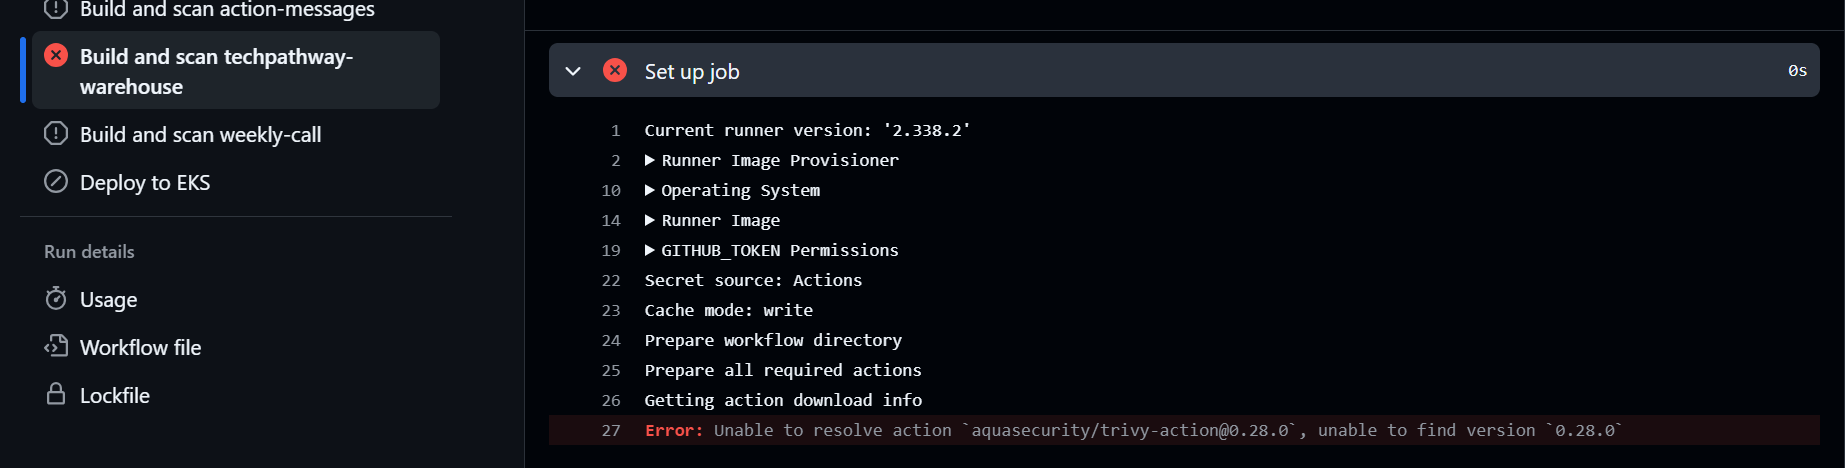 Build and scan action-messages
Build and scan techpathway-
warehouse
Build and scan weekly-call
Deploy to EKS
Run details
Usage
Workflow file
Lockfile
Set up job
0s
1 Current runner version: '2.338.2'
2 Runner Image Provisioner
10 Operating System
14 Runner Image
19 GITHUB_TOKEN Permissions
22 Secret source: Actions
23 Cache mode: write
24 Prepare workflow directory
25 Prepare all required actions
26 Getting action download info
27 Error: Unable to resolve action `aquasecurity/trivy-action@0.28.0`, unable to find version `0.28.0`